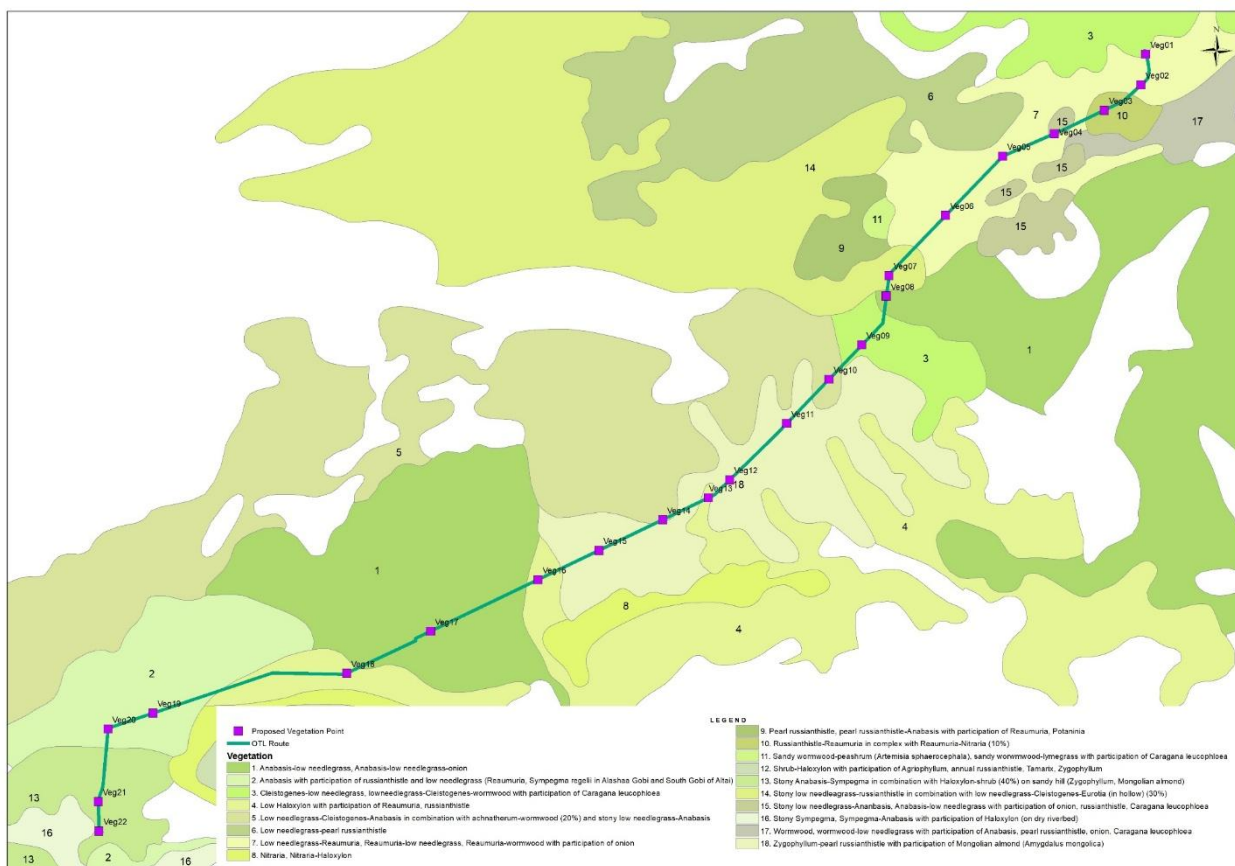 N
3
Veg01
Veg02
6
7
Veg03
15
10
17
Veg04
Veg05
15
14
15
Veg06
11
15
9
Veg07
Veg08
1
Veg09
3
Veg10
Veg11
5
Veg12
18
Veg13
Veg14
4
Veg15
1
Veg16
8
4
Veg17
2
Veg18
Veg19
Veg20
13
Veg21
16
Veg22
13
2
16
LEGEND
Proposed Vegetation Point
OTL Route
Vegetation
1. Anabasis-low needlegrass, Anabasis-low needlegrass-onion
2. Anabasis with participation of russianthistle and low needlegrass (Reaumuria, Sympegma regelii in Alashaa Gobi and South Gobi of Altai)
3. Cleistogenes-low needlegrass, lowneedlegrass-Cleistogenes-wormwood with participation of Caragana leucophloea
4. Low Haloxylon with participation of Reaumuria, russianthistle
5. Low needlegrass-Cleistogenes-Anabasis in combination with achnatherum-wormwood (20%) and stony low needlegrass-Anabasis
6. Low needlegrass-pearl russianthistle
7. Low needlegrass-Reaumuria, Reaumuria-low needlegrass, Reaumuria-wormwood with participation of onion
8. Nitraria, Nitraria-Haloxylon
9. Pearl russianthistle, pearl russianthistle-Anabasis with participation of Reaumuria, Potaninia
10. Russianthistle-Reaumuria in complex with Reaumuria-Nitraria (10%)
11. Sandy wormwood-peashrum (Artemisia sphaerocephala), sandy worwmwood-lymegrass with participation of Caragana leucophloea
12. Shrub-Haloxylon with participation of Agriophyllum, annual russianthistle, Tamarix, Zygophyllum
13. Stony Anabasis-Sympegma in combination with Haloxylon-shrub (40%) on sandy hill (Zygophyllum, Mongolian almond)
14. Stony low needleagrass-russianthistle in combination with low needlegrass-Cleistogenes-Eurotia (in hollow) (30%)
15. Stony low needlegrass-Ananbasis, Anabasis-low needlegrass with participation of onion, russianthistle, Caragana leucophloea
16. Stony Sympegma, Sympegma-Anabasis with participation of Haloxylon (on dry riverbed)
17. Wormwood, wormwood-low needlegrass with participation of Anabasis, pearl russianthistle, onion, Caragana leucophloea
18. Zygophyllum-pearl russianthistle with participation of Mongolian almond (Amygdalus mongolica)